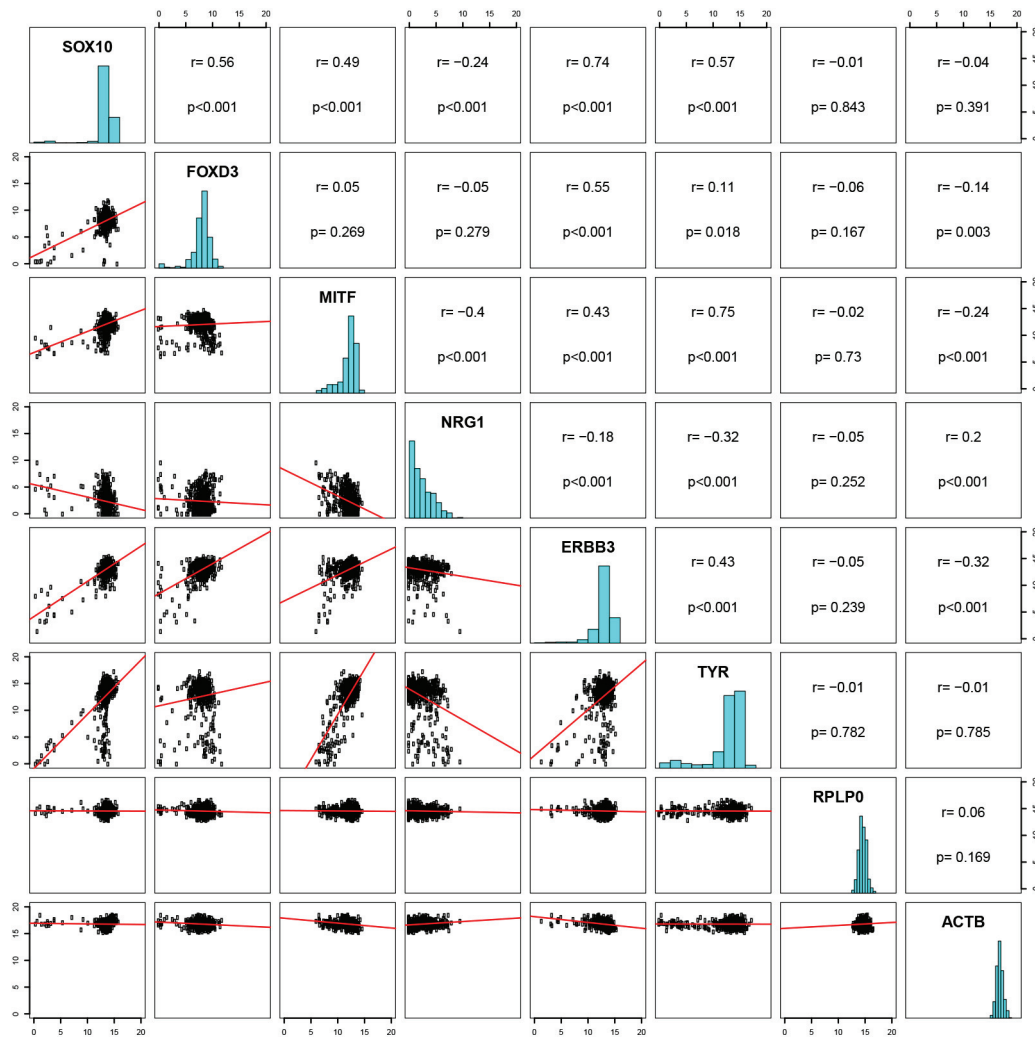 0 5 10 15 20 0 5 10 15 20 0 5 10 15 20 0 5 10 15 20
SOX10
r= 0.56 r= 0.49 r= −0.24 r= 0.74 r= 0.57 r= −0.01 r= −0.04
p<0.001 p<0.001 p<0.001 p<0.001 p<0.001 p= 0.843 p= 0.391
20 15 10 5 0
FOXD3
r= 0.05 r= −0.05 r= 0.55 r= 0.11 r= −0.06 r= −0.14
p= 0.269 p= 0.279 p<0.001 p= 0.018 p= 0.167 p= 0.003
MITF
r= −0.4 r= 0.43 r= 0.75 r= −0.02 r= −0.24
p<0.001 p<0.001 p<0.001 p= 0.73 p<0.001
20 15 10 5 0
NRG1
r= −0.18 r= −0.32 r= −0.05 r= 0.2
p<0.001 p<0.001 p= 0.252 p<0.001
ERBB3
r= 0.43 r= −0.05 r= −0.32
p<0.001 p= 0.239 p<0.001
20 15 10 5 0
TYR
r= −0.01 r= −0.01
p= 0.782 p= 0.785
RPLP0
r= 0.06
p= 0.169
20 15 10 5 0
ACTB
0 5 10 15 20 0 5 10 15 20 0 5 10 15 20 0 5 10 15 20